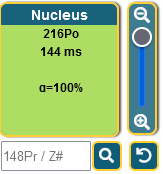 Nucleus
216Po
144 ms
α=100%
148Pr / Z#